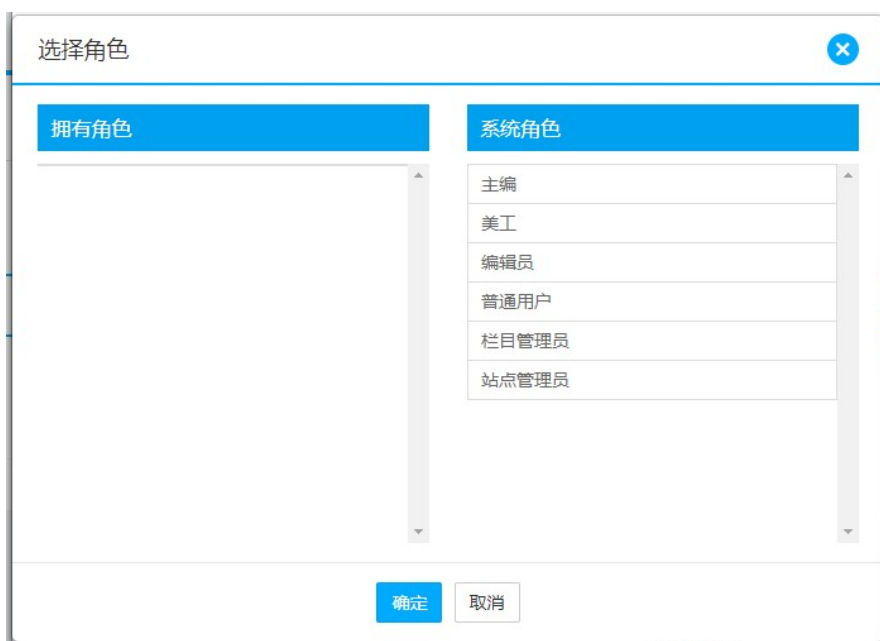 选择角色
拥有角色
系统角色
主编
美工
编辑员
普通用户
栏目管理员
站点管理员
确定
取消